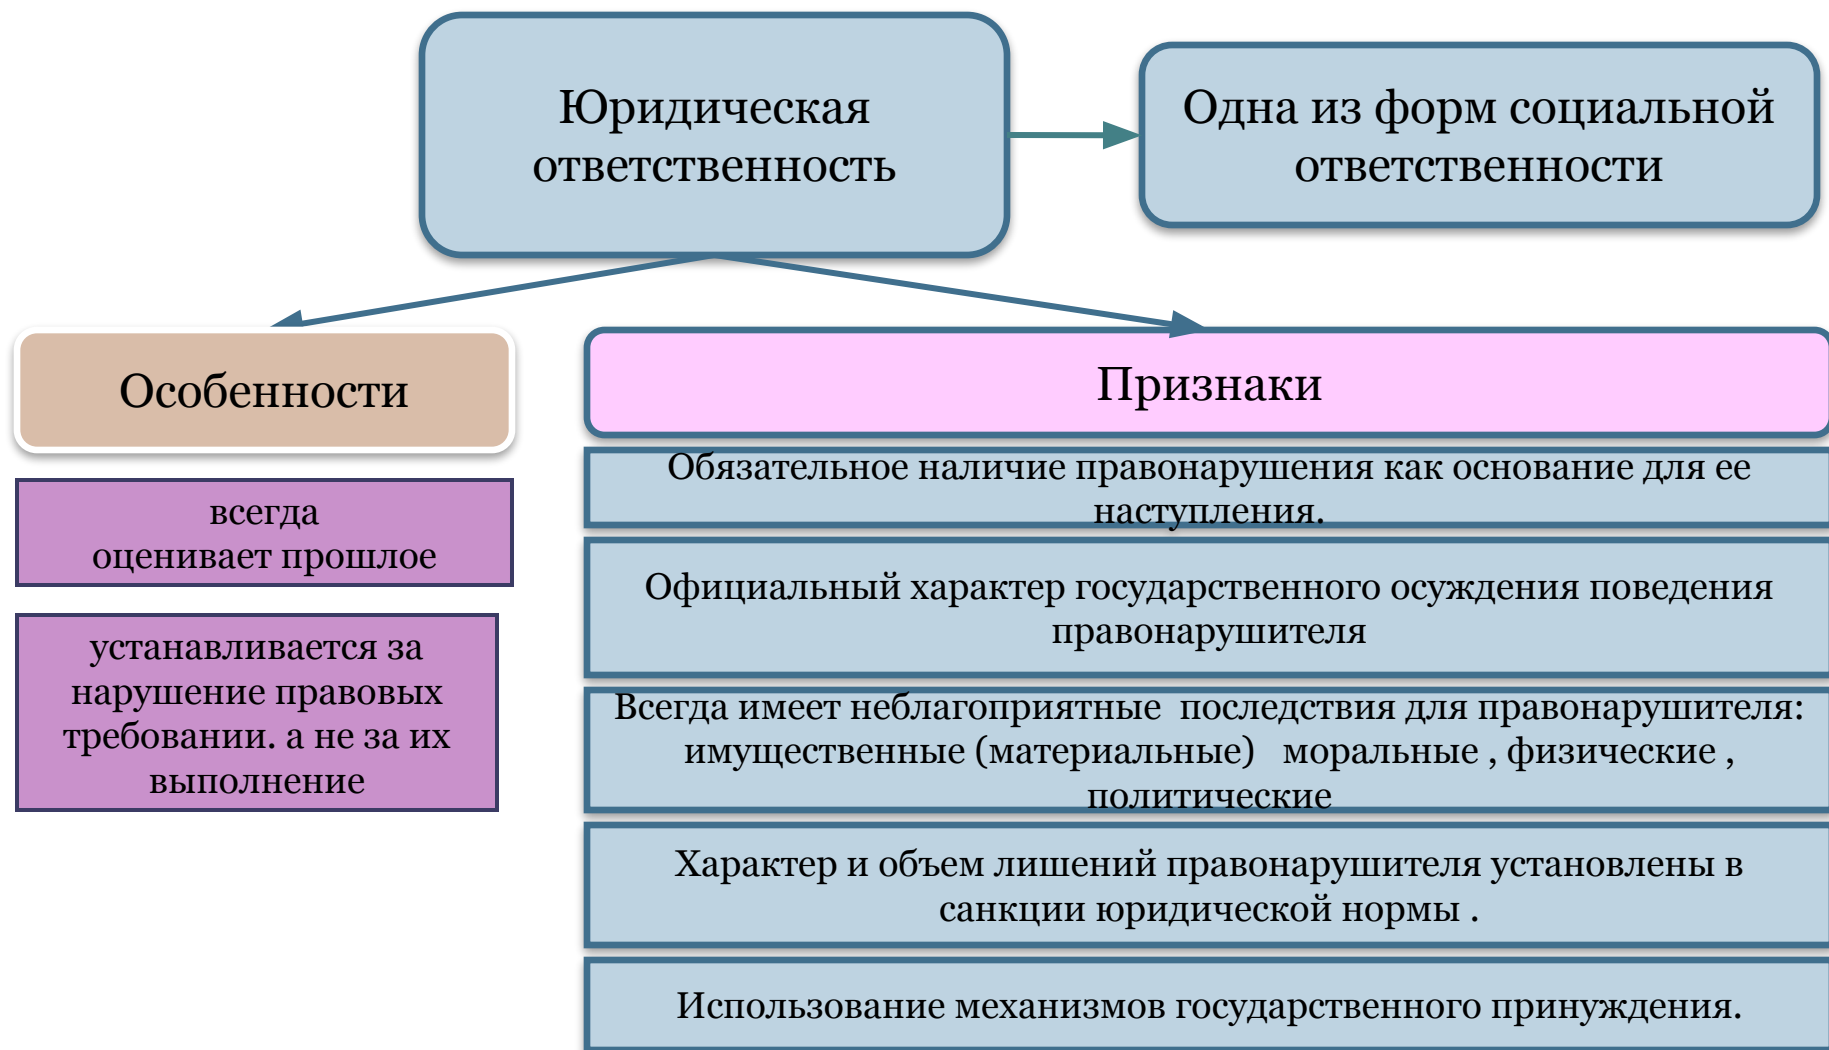 Юридическая
ответственность
Одна из форм социальной
ответственности
Особенности
всегда
оценивает прошлое
устанавливается за
нарушение правовых
требовании. а не за их
выполнение
Признаки
Обязательное наличие правонарушения как основание для ее
наступления.
Официальный характер государственного осуждения поведения
правонарушителя
Всегда имеет неблагоприятные  последствия для правонарушителя:
имущественные (материальные)   моральные , физические ,
политические
Характер и объем лишений правонарушителя установлены в
санкции юридической нормы .
Использование механизмов государственного принуждения.